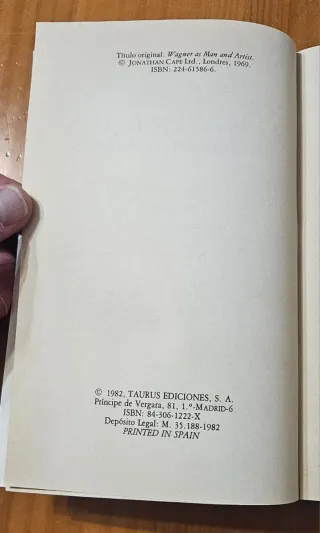 Título original: Wagner as Man and Artist.
© JONATHAN CAPE Ltd., Londres, 1969.
ISBN: 224-61586-6.
© 1982, TAURUS EDICIONES, S. A.
Príncipe de Vergara, 81, 1.º-MADRID-6
ISBN: 84-306-1222-X
Depósito Legal: M. 35.188-1982
PRINTED IN SPAIN